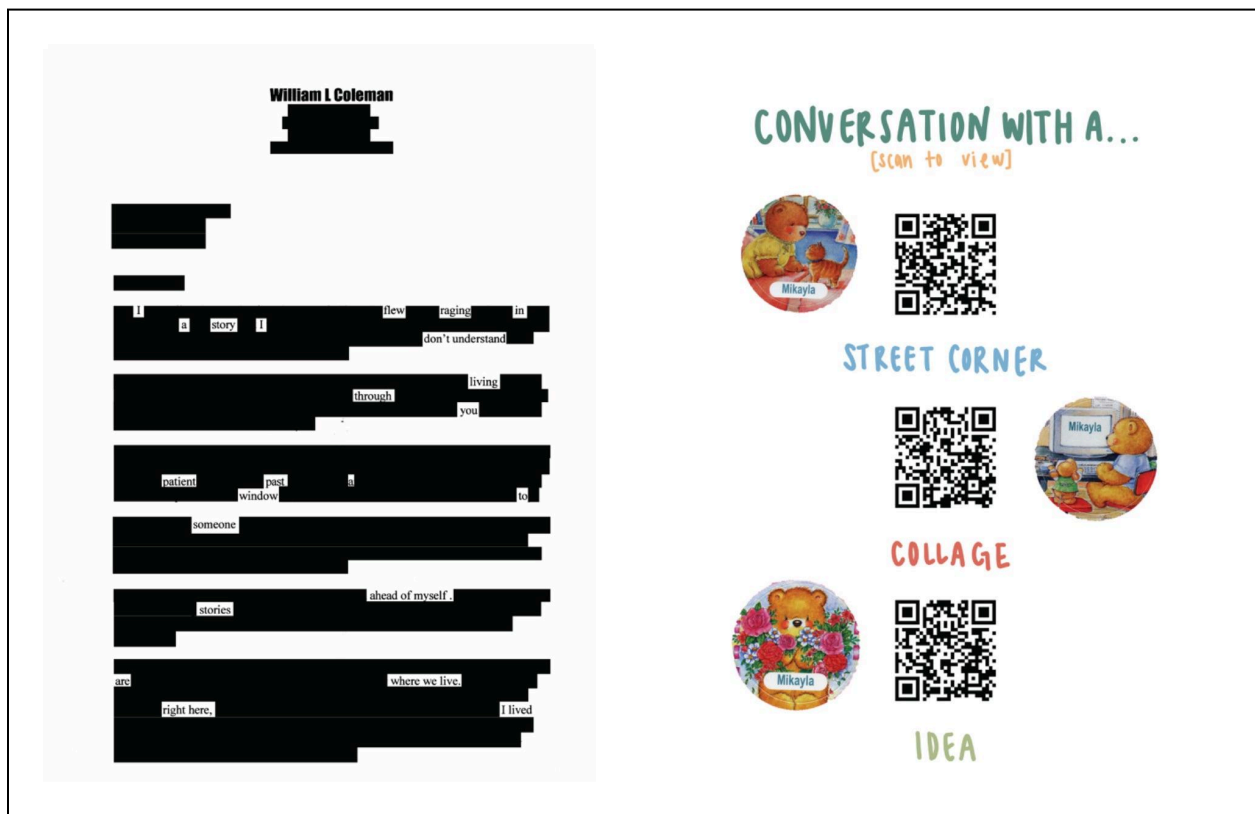 William L Coleman
I flew raging in
a story I
don't understand
living
through
you
patient past a
window to
someone
ahead of myself .
stories
are where we live.
right here, I lived
CONVERSATION WITH A...
[scan to view]
Mikayla
STREET CORNER
Mikayla
COLLAGE
Mikayla
IDEA